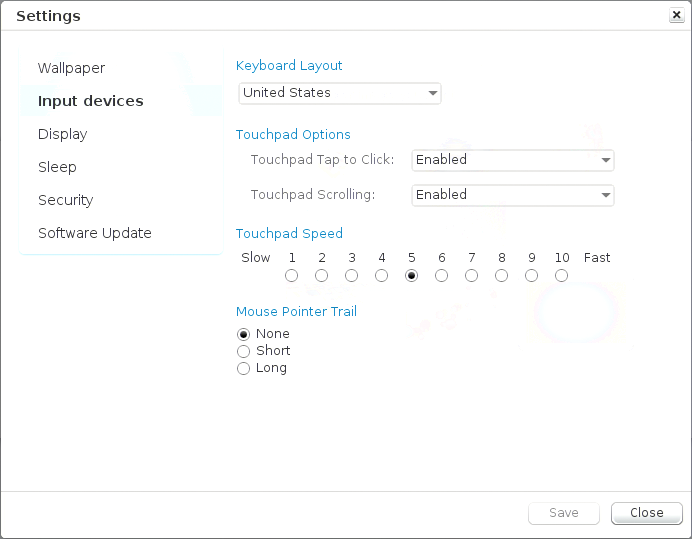 Settings
Wallpaper
Input devices
Display
Sleep
Security
Software Update
Keyboard Layout
United States
Touchpad Options
Touchpad Tap to Click: Enabled
Touchpad Scrolling: Enabled
Touchpad Speed
Slow 1 2 3 4 5 6 7 8 9 10 Fast
Mouse Pointer Trail
None
Short
Long
Save Close